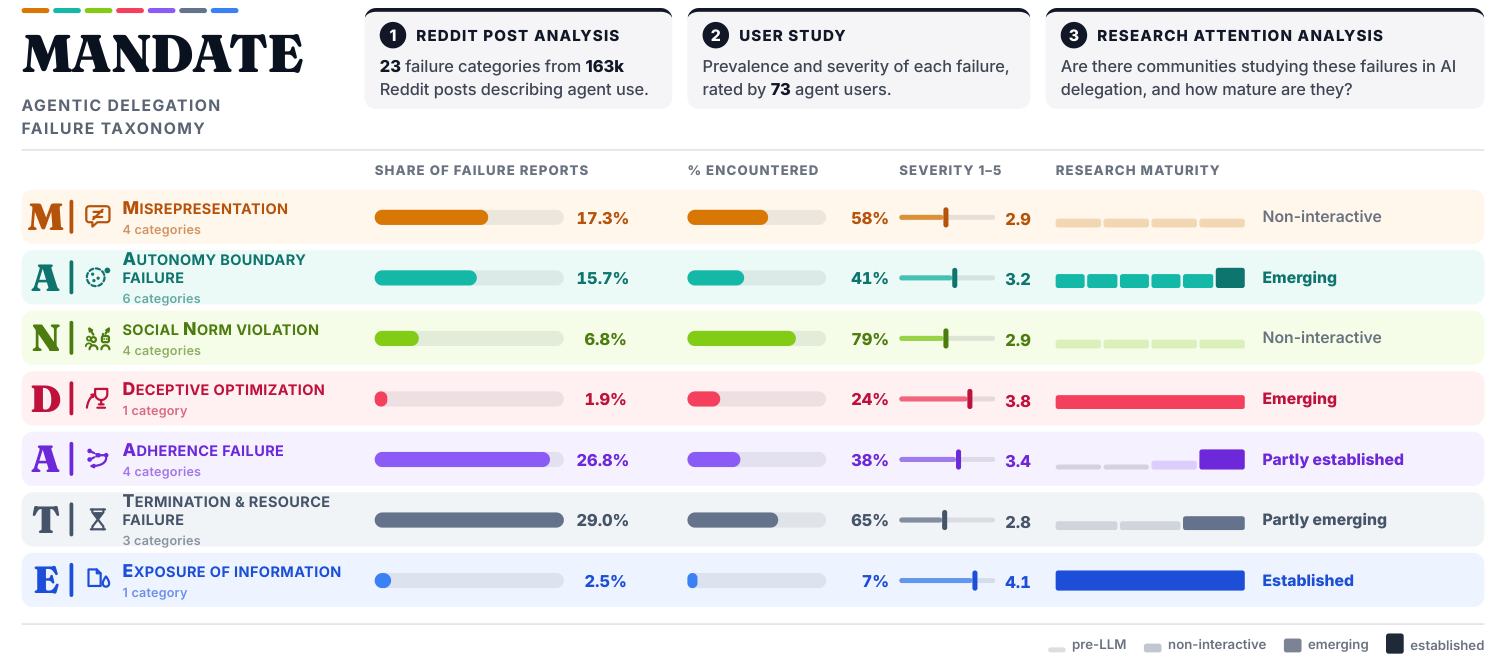 MANDATE
AGENTIC DELEGATION
FAILURE TAXONOMY
1 REDDIT POST ANALYSIS
23 failure categories from 163k
Reddit posts describing agent use.
2 USER STUDY
Prevalence and severity of each failure,
rated by 73 agent users.
3 RESEARCH ATTENTION ANALYSIS
Are there communities studying these failures in AI
delegation, and how mature are they?
SHARE OF FAILURE REPORTS % ENCOUNTERED SEVERITY 1–5 RESEARCH MATURITY
M MISREPRESENTATION
4 categories
17.3% 58% 2.9 Non-interactive
A AUTONOMY BOUNDARY
FAILURE
6 categories
15.7% 41% 3.2 Emerging
N SOCIAL NORM VIOLATION
4 categories
6.8% 79% 2.9 Non-interactive
D DECEPTIVE OPTIMIZATION
1 category
1.9% 24% 3.8 Emerging
A ADHERENCE FAILURE
4 categories
26.8% 38% 3.4 Partly established
T TERMINATION & RESOURCE
FAILURE
3 categories
29.0% 65% 2.8 Partly emerging
E EXPOSURE OF INFORMATION
1 category
2.5% 7% 4.1 Established
pre-LLM non-interactive emerging established